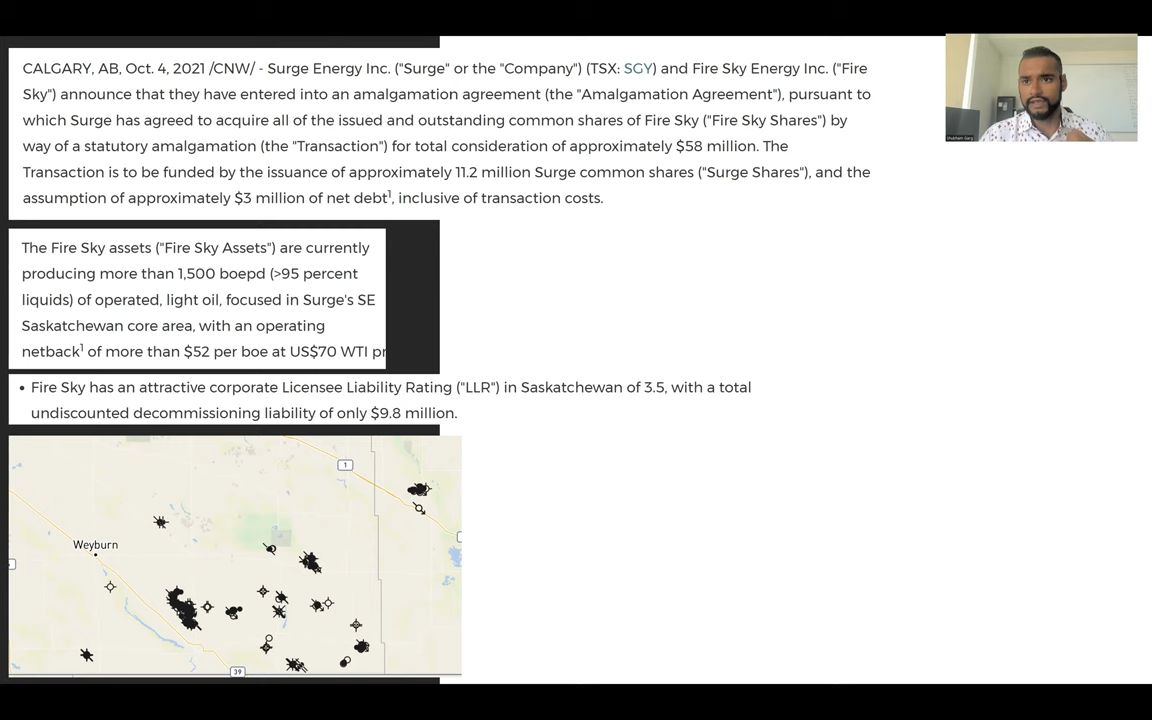 CALGARY, AB, Oct. 4, 2021 /CNW/ - Surge Energy Inc. ("Surge" or the "Company") (TSX: SGY) and Fire Sky Energy Inc. ("Fire
Sky") announce that they have entered into an amalgamation agreement (the "Amalgamation Agreement"), pursuant to
which Surge has agreed to acquire all of the issued and outstanding common shares of Fire Sky ("Fire Sky Shares") by
way of a statutory amalgamation (the "Transaction") for total consideration of approximately $58 million. The
Transaction is to be funded by the issuance of approximately 11.2 million Surge common shares ("Surge Shares"), and the
assumption of approximately $3 million of net debt¹, inclusive of transaction costs.
The Fire Sky assets ("Fire Sky Assets") are currently
producing more than 1,500 boepd (>95 percent
liquids) of operated, light oil, focused in Surge's SE
Saskatchewan core area, with an operating
netback¹ of more than $52 per boe at US$70 WTI pr
• Fire Sky has an attractive corporate Licensee Liability Rating ("LLR") in Saskatchewan of 3.5, with a total
undiscounted decommissioning liability of only $9.8 million.
1
Weyburn
39